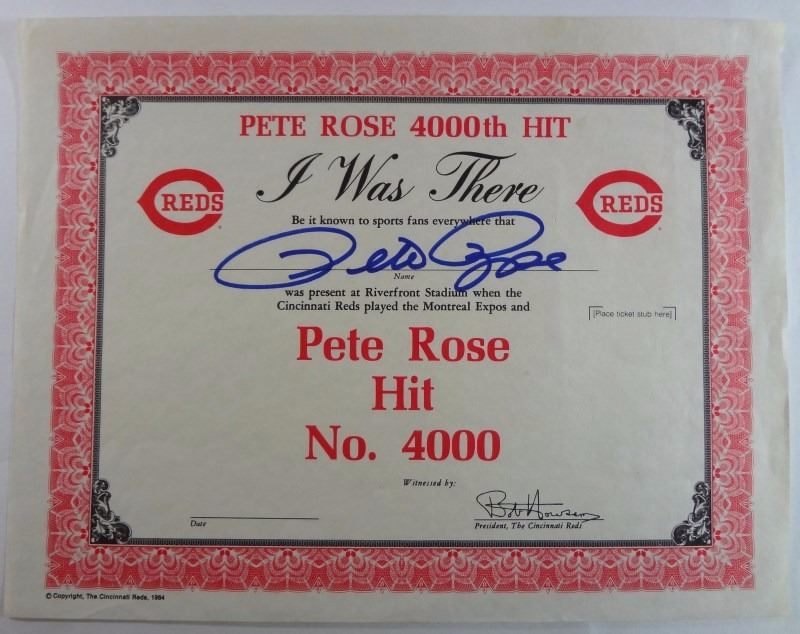 PETE ROSE 4000th HIT
I Was There
REDS
REDS
Be it known to sports fans everywhere that
Pete Rose
Name
was present at Riverfront Stadium when the
Cincinnati Reds played the Montreal Expos and
[Place ticket stub here]
Pete Rose
Hit
No. 4000
Witnessed by:
Bob Howsam
Date
President, The Cincinnati Reds
© Copyright, The Cincinnati Reds, 1984